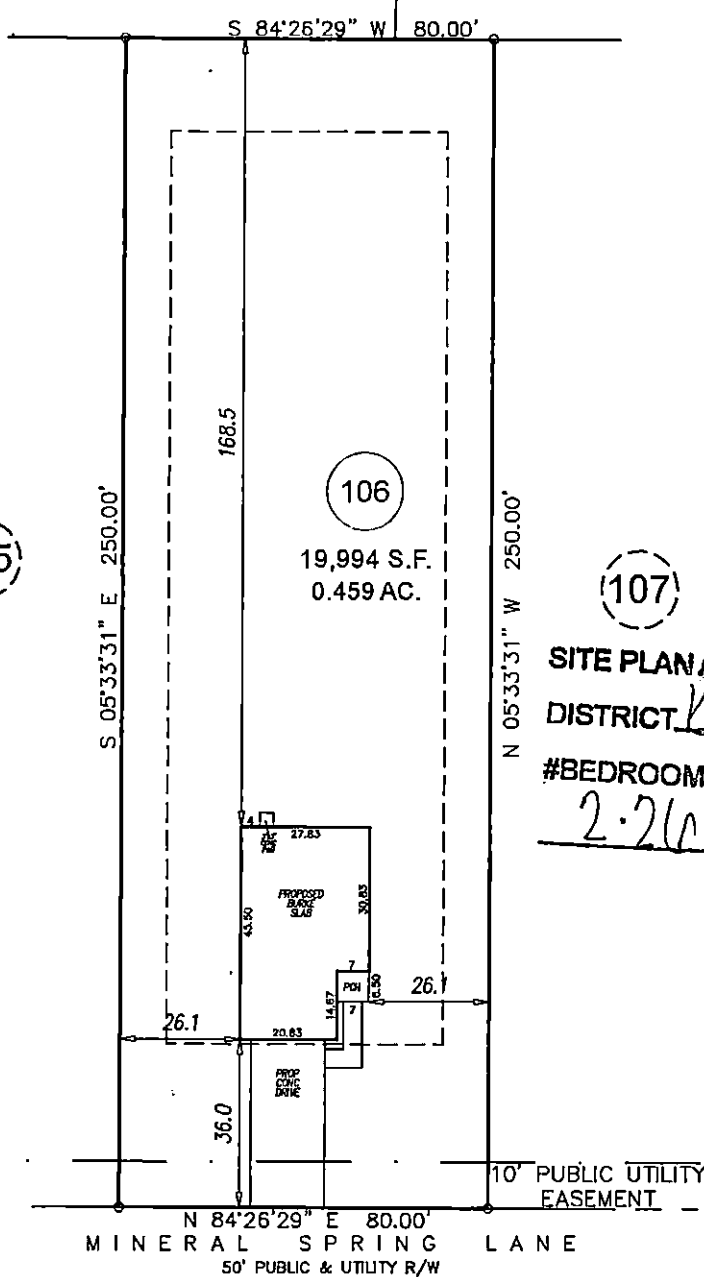 S 84°26'29" W 80.00'
168.5
106
19,994 S.F.
0.459 AC.
S 05°33'31" E 250.00'
N 05°33'31" W 250.00'
107
SITE PLAN
DISTRICT
#BEDROOM
4
27.83
PROPOSED
BURKE
SLAB
45.50
30.83
7
PCH
6.50
14.67
7
26.1
26.1
20.83
PROP
CONC
DRIVE
36.0
10' PUBLIC UTILITY
EASEMENT
N 84°26'29" E 80.00'
MINERAL SPRING LANE
50' PUBLIC & UTILITY R/W